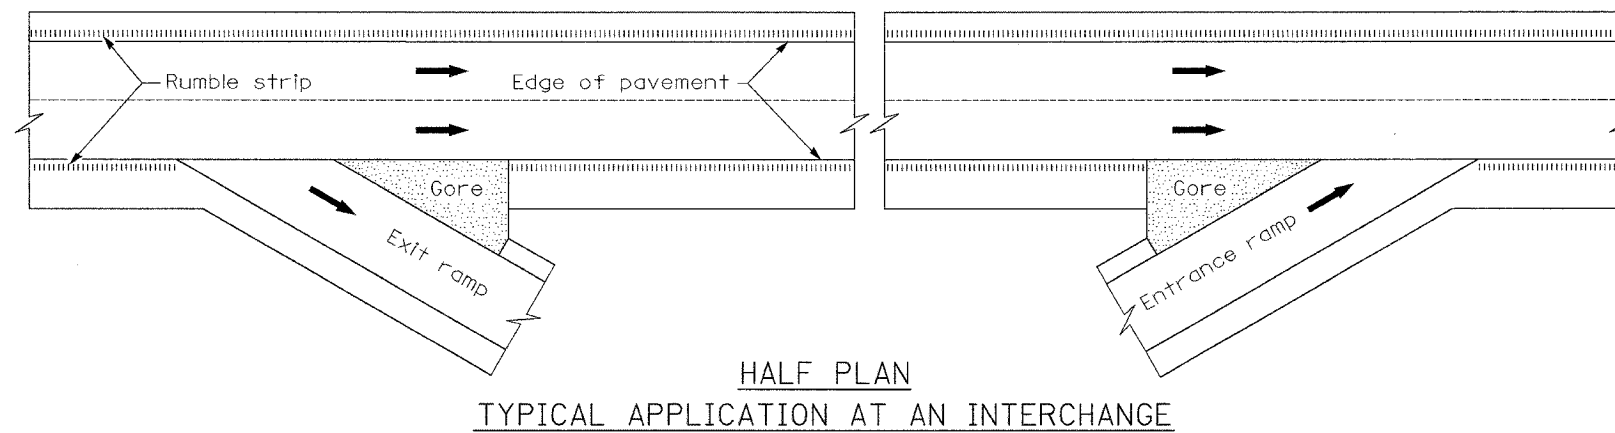 Rumble strip
Edge of pavement
Gore
Exit ramp
Gore
Entrance ramp
HALF PLAN
TYPICAL APPLICATION AT AN INTERCHANGE